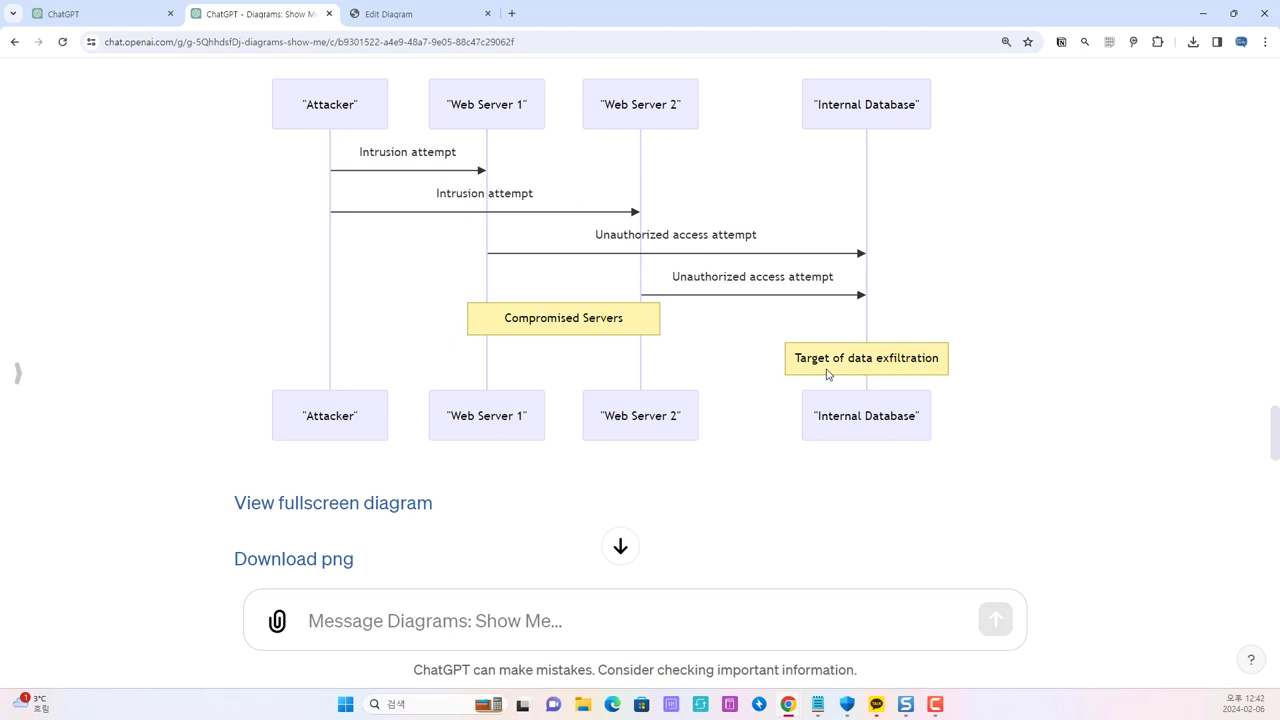 ChatGPT
ChatGPT - Diagrams: Show M
Edit Diagram
chat.openai.com/g/g-5QhhdsfDj-diagrams-show-me/c/b9301522-a4e9-48a7-9e05-88c47c29062f
"Attacker"
"Web Server 1"
"Web Server 2"
"Internal Database"
Intrusion attempt
Intrusion attempt
Unauthorized access attempt
Unauthorized access attempt
Compromised Servers
Target of data exfiltration
"Attacker"
"Web Server 1"
"Web Server 2"
"Internal Database"
View fullscreen diagram
Download png
Message Diagrams: Show Me...
ChatGPT can make mistakes. Consider checking important information.
?
1
3°C
흐림
검색
TALK
S
오후 12:42
2024-02-06